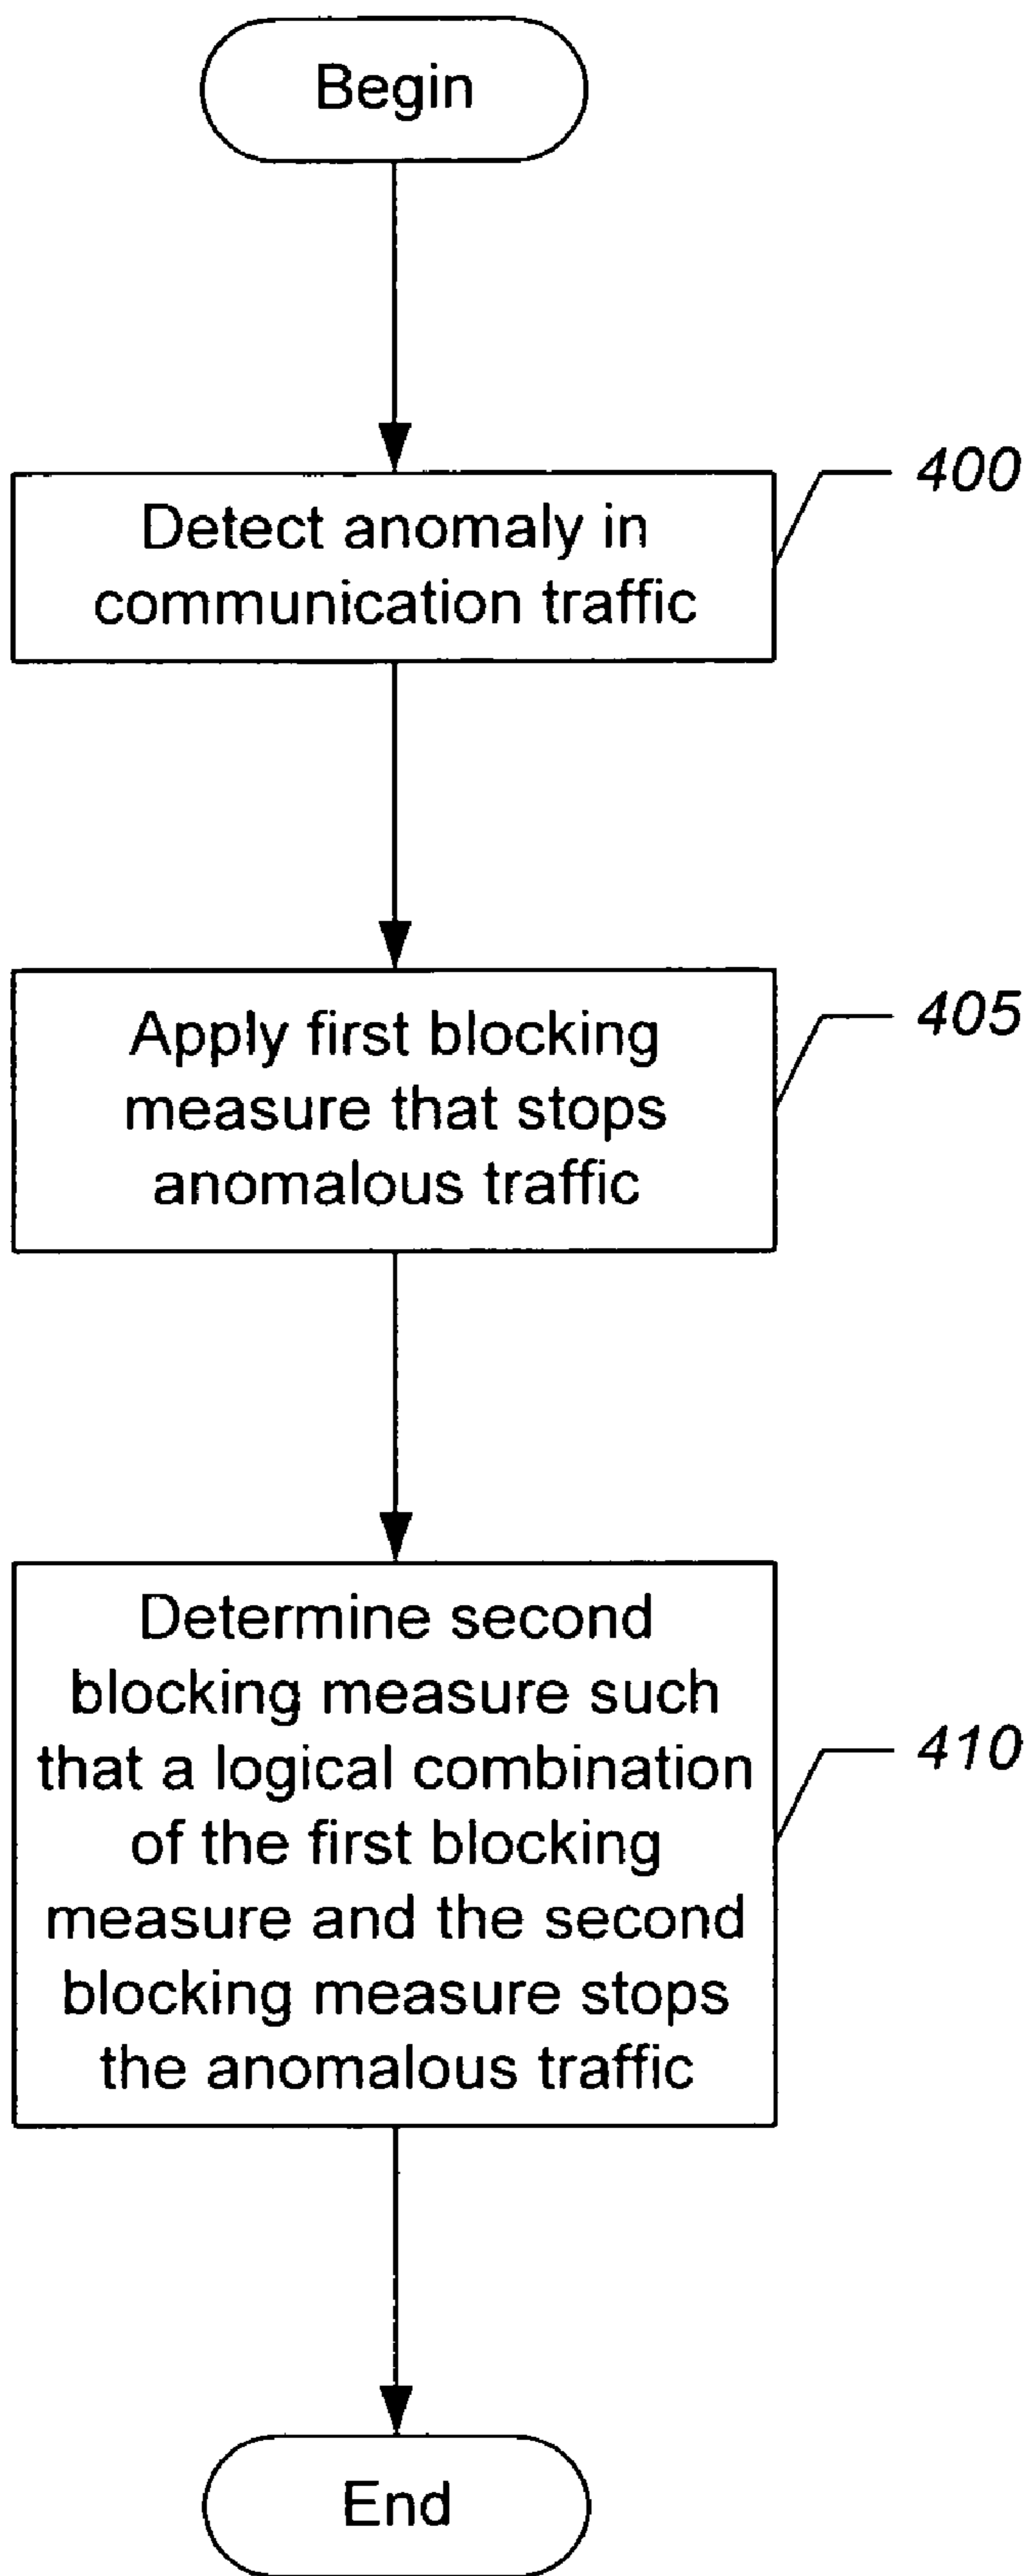 Begin
400
Detect anomaly in
communication traffic
405
Apply first blocking
measure that stops
anomalous traffic
Determine second
blocking measure such
that a logical combination
410
of the first blocking
measure and the second
blocking measure stops
the anomalous traffic
End